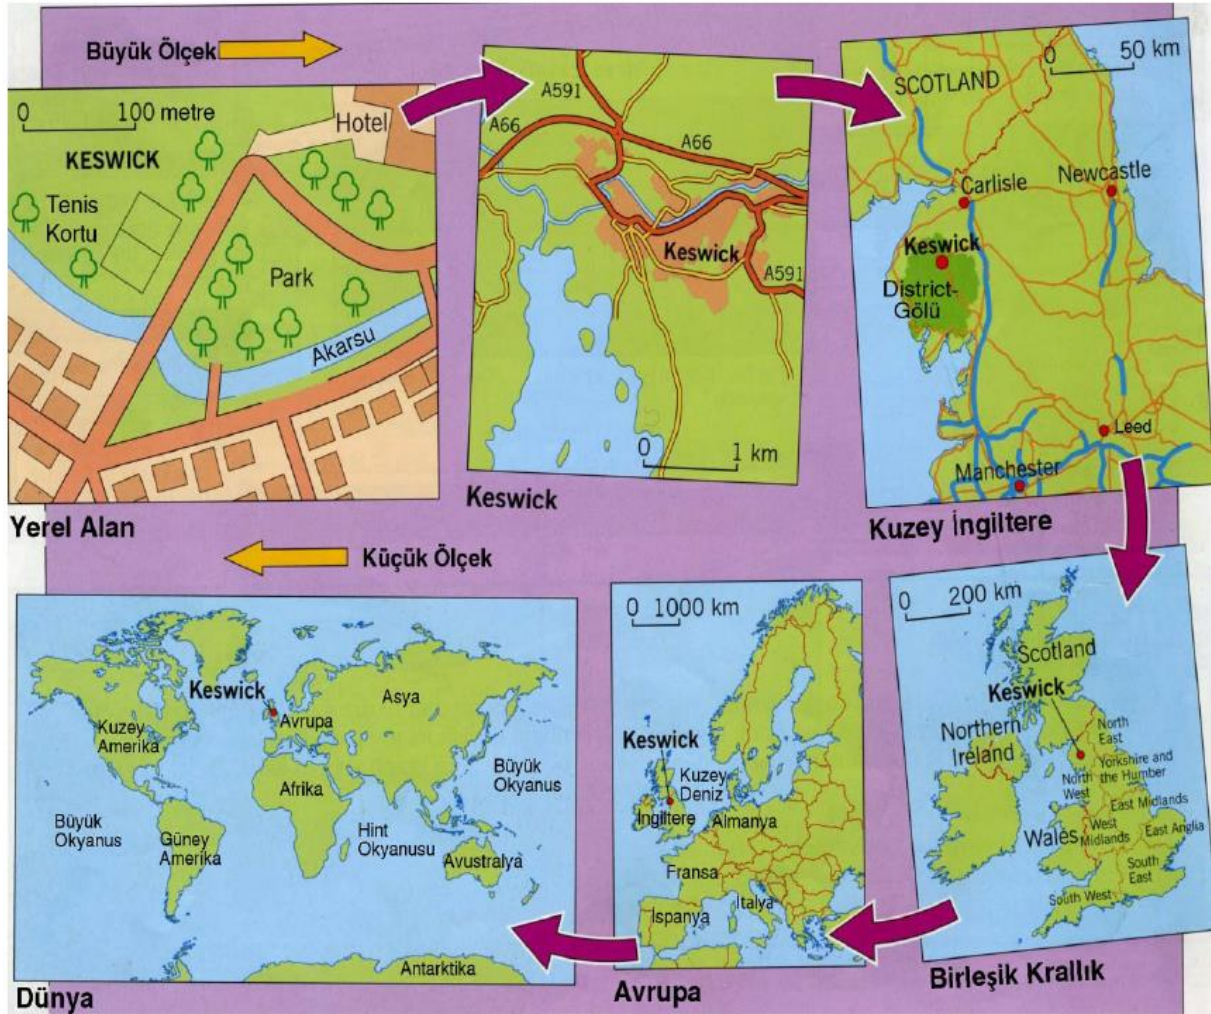 Büyük Ölçek
0 100 metre
Hotel
KESWICK
Tenis
Kortu
Park
Akarsu
Yerel Alan
A591
A66
A66
Keswick
A591
0 1 km
Keswick
0 50 km
SCOTLAND
Carlisle
Newcastle
Keswick
District-
Gölü
Leed
Manchester
Kuzey İngiltere
Küçük Ölçek
0 200 km
Scotland
Keswick
Northern
Ireland
North
East
North
West
Yorkshire and
the Humber
East Midlands
Wales
West
Midlands
East Anglia
South
East
South West
Birleşik Krallık
0 1000 km
Keswick
Kuzey
Deniz
İngiltere
Almanya
Fransa
İtalya
İspanya
Avrupa
Keswick
Asya
Kuzey
Amerika
Avrupa
Büyük
Okyanus
Afrika
Büyük
Okyanus
Güney
Amerika
Hint
Okyanusu
Avustralya
Antarktika
Dünya